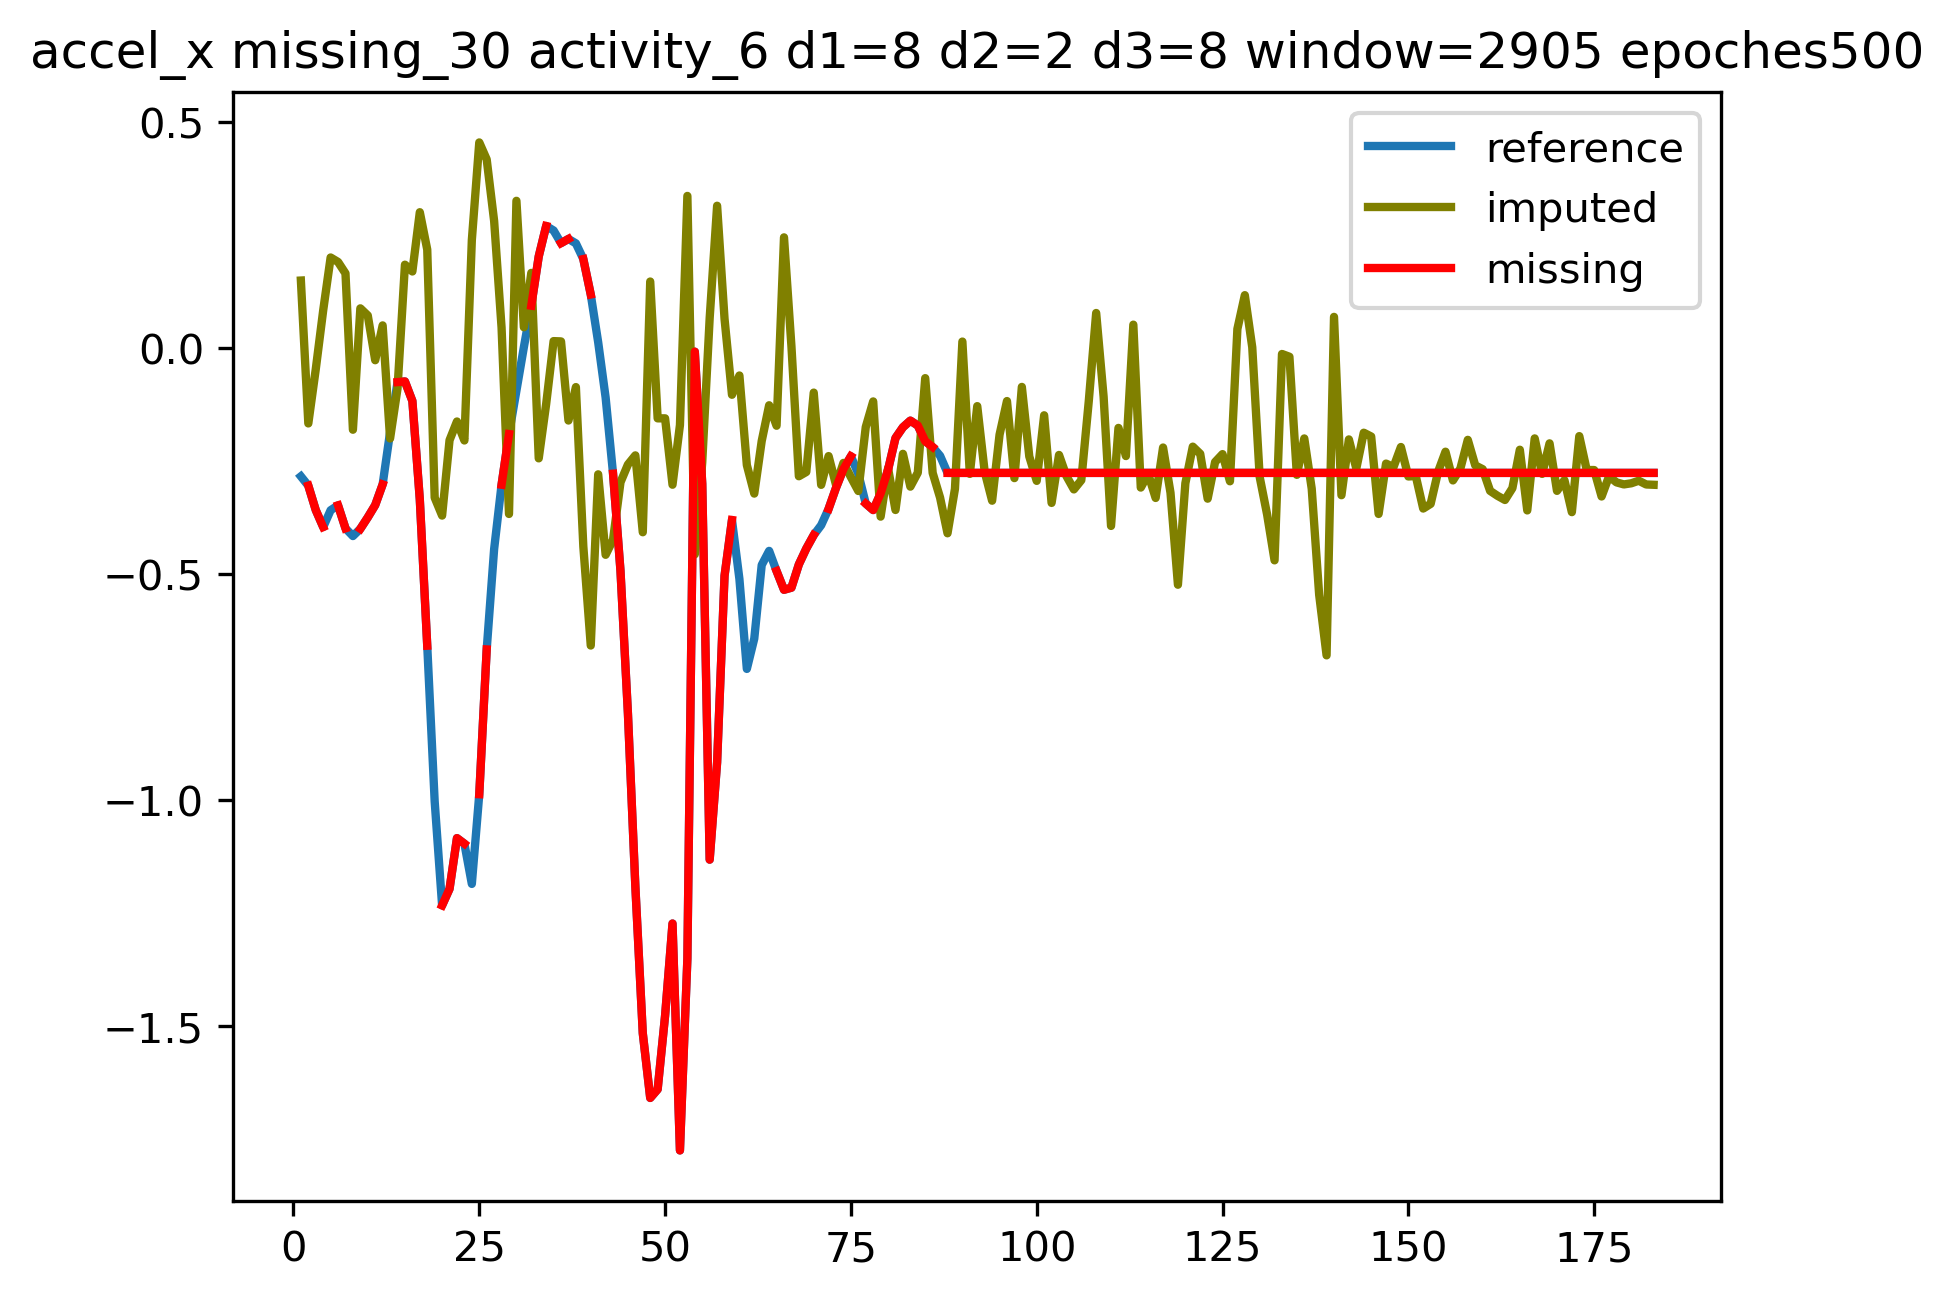 accel_x missing_30 activity_6 d1=8 d2=2 d3=8 window=2905 epoches500
reference
imputed
missing
0.5
0.0
−0.5
−1.0
−1.5
0 25 50 75 100 125 150 175